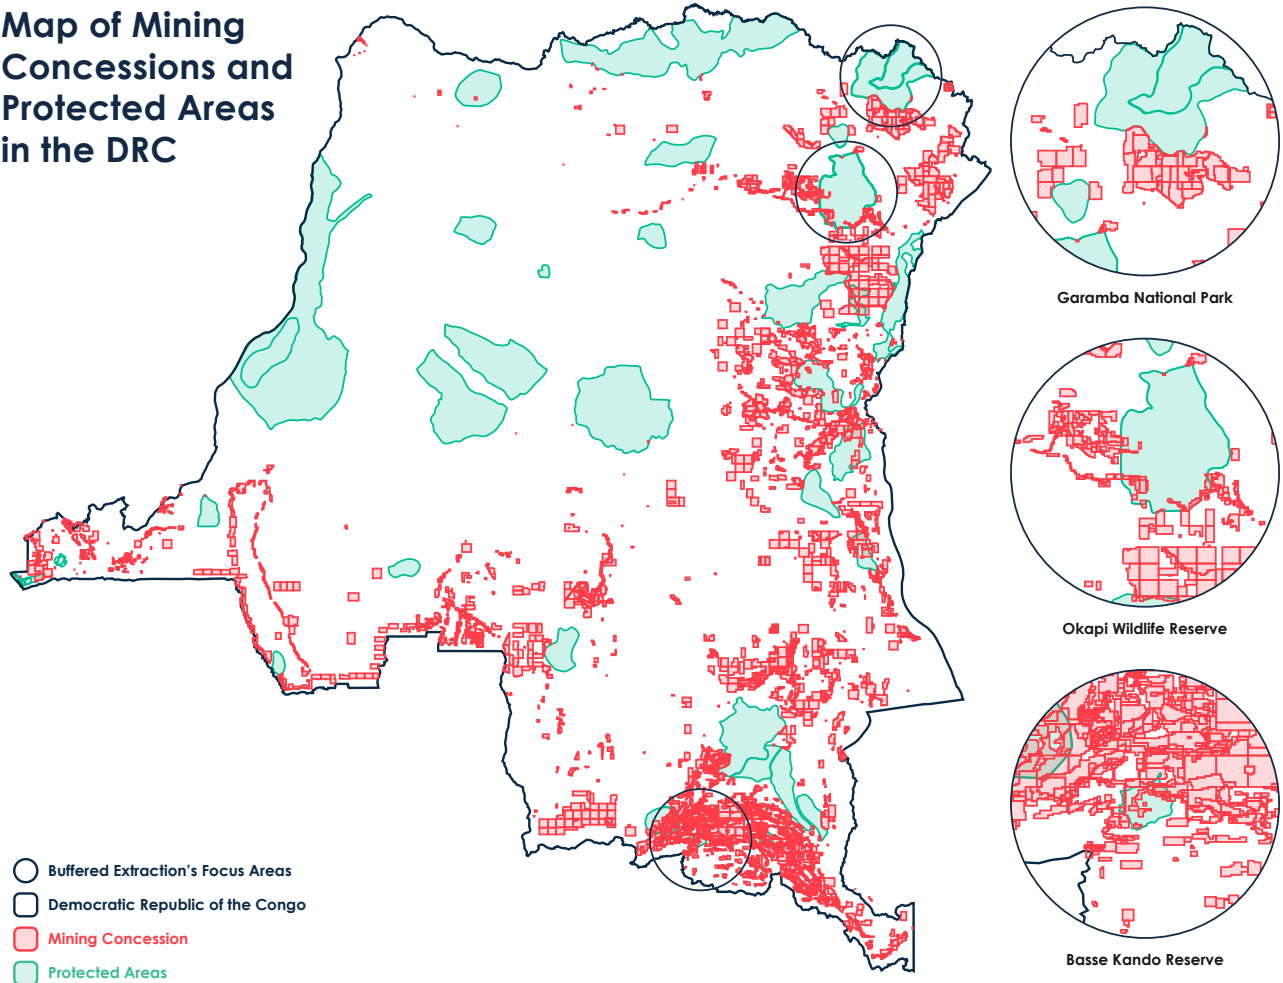 Map of Mining
Concessions and
Protected Areas
in the DRC
Garamba National Park
Okapi Wildlife Reserve
Basse Kando Reserve
Buffered Extraction's Focus Areas
Democratic Republic of the Congo
Mining Concession
Protected Areas